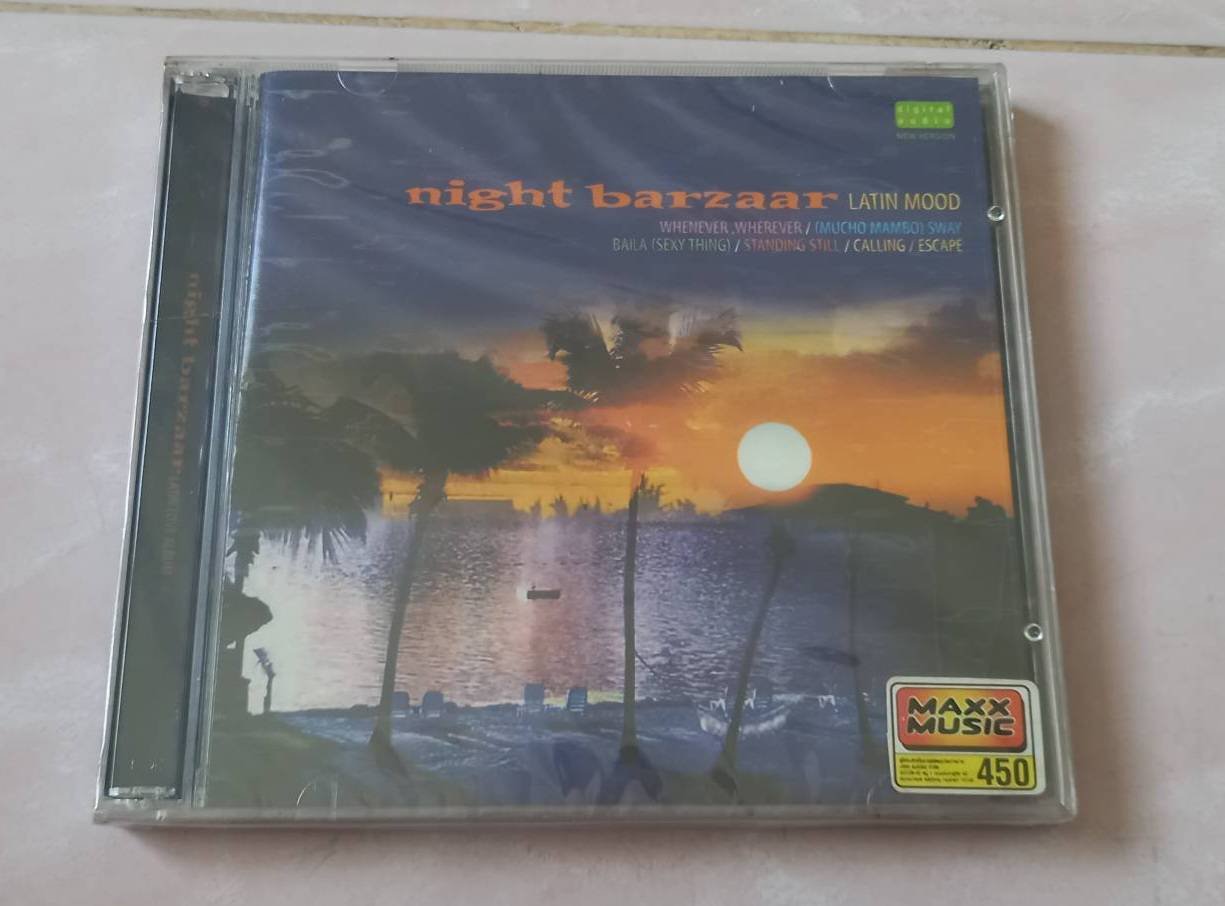 digital
audio
NEW VERSION
night barzaar LATIN MOOD
WHENEVER ,WHEREVER / (MUCHO MAMBO) SWAY
BAILA (SEXY THING) / STANDING STILL / CALLING / ESCAPE
night barzaar
MAXX
MUSIC
450